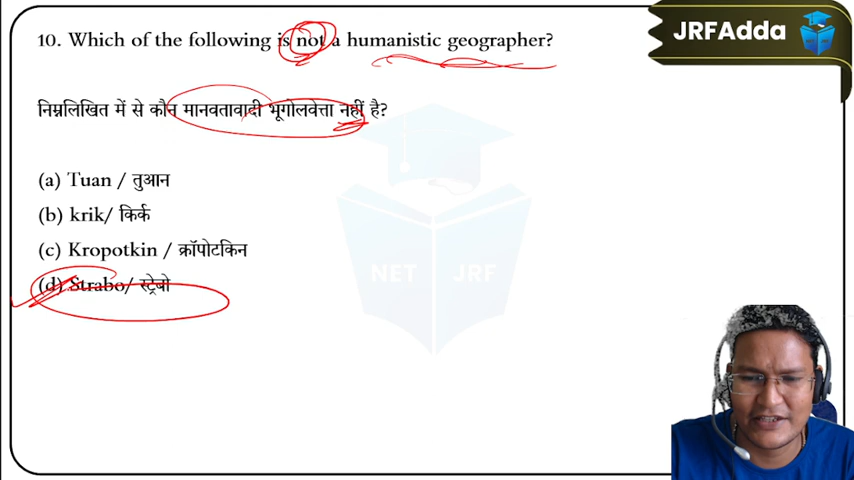 JRFAdda
10. Which of the following is not a humanistic geographer?
निम्नलिखित में से कौन मानवतावादी भूगोलवेत्ता नहीं है?
(a) Tuan / तुआन
(b) krik/ किर्क
(c) Kropotkin / क्रॉपोटकिन
(d) Strabo/ स्ट्रेबो
NET JRF